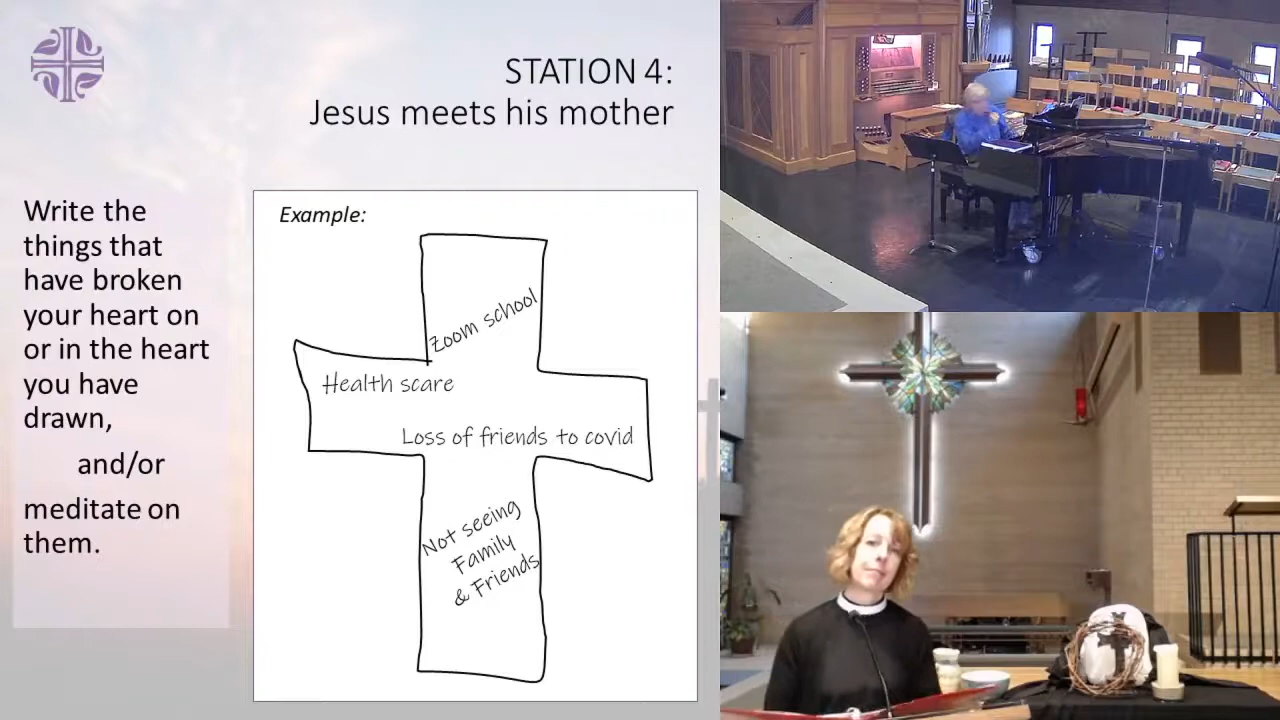 STATION 4:
Jesus meets his mother
Write the
things that
have broken
your heart on
or in the heart
you have
drawn,
and/or
meditate on
them.
Example:
Zoom school
Health scare
Loss of friends to covid
Not seeing
Family
& Friends